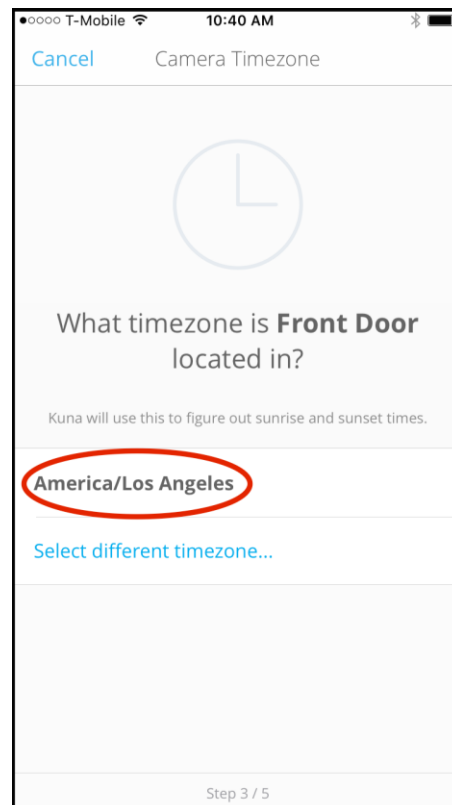 T-Mobile 10:40 AM
Cancel Camera Timezone
What timezone is Front Door
located in?
Kuna will use this to figure out sunrise and sunset times.
America/Los Angeles
Select different timezone...
Step 3 / 5